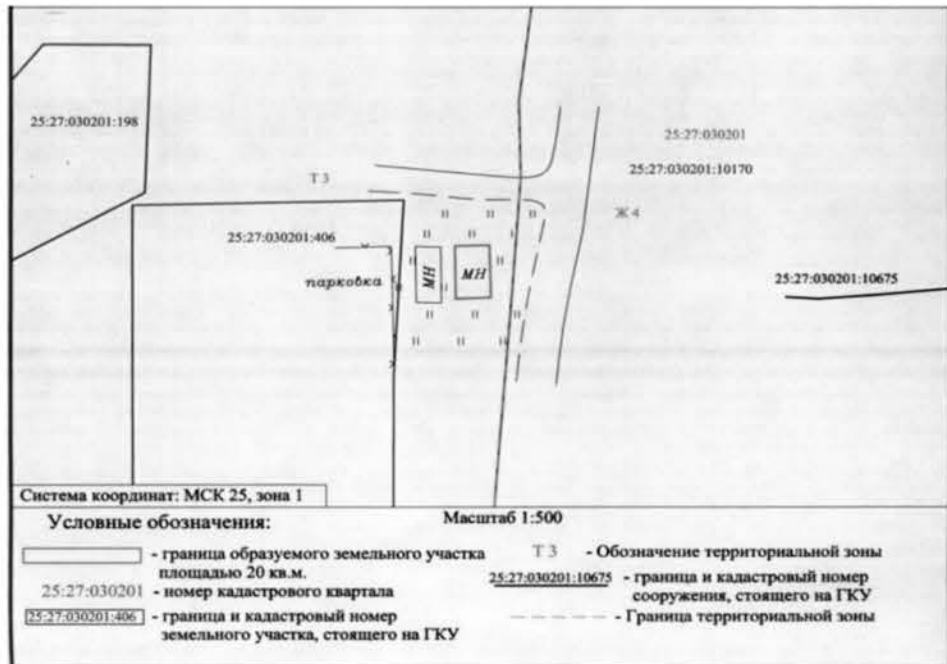 25:27:030201:198
25:27:030201
25:27:030201:10170
Т 3
Ж 4
25:27:030201:406
парковка
МН
МН
25:27:030201:10675
Система координат: МСК 25, зона 1
Условные обозначения:
Масштаб 1:500
- граница образуемого земельного участка
площадью 20 кв.м.
25:27:030201 - номер кадастрового квартала
25:27:030201:406 - граница и кадастровый номер
земельного участка, стоящего на ГКУ
Т 3 - Обозначение территориальной зоны
25:27:030201:10675 - граница и кадастровый номер
сооружения, стоящего на ГКУ
- Граница территориальной зоны